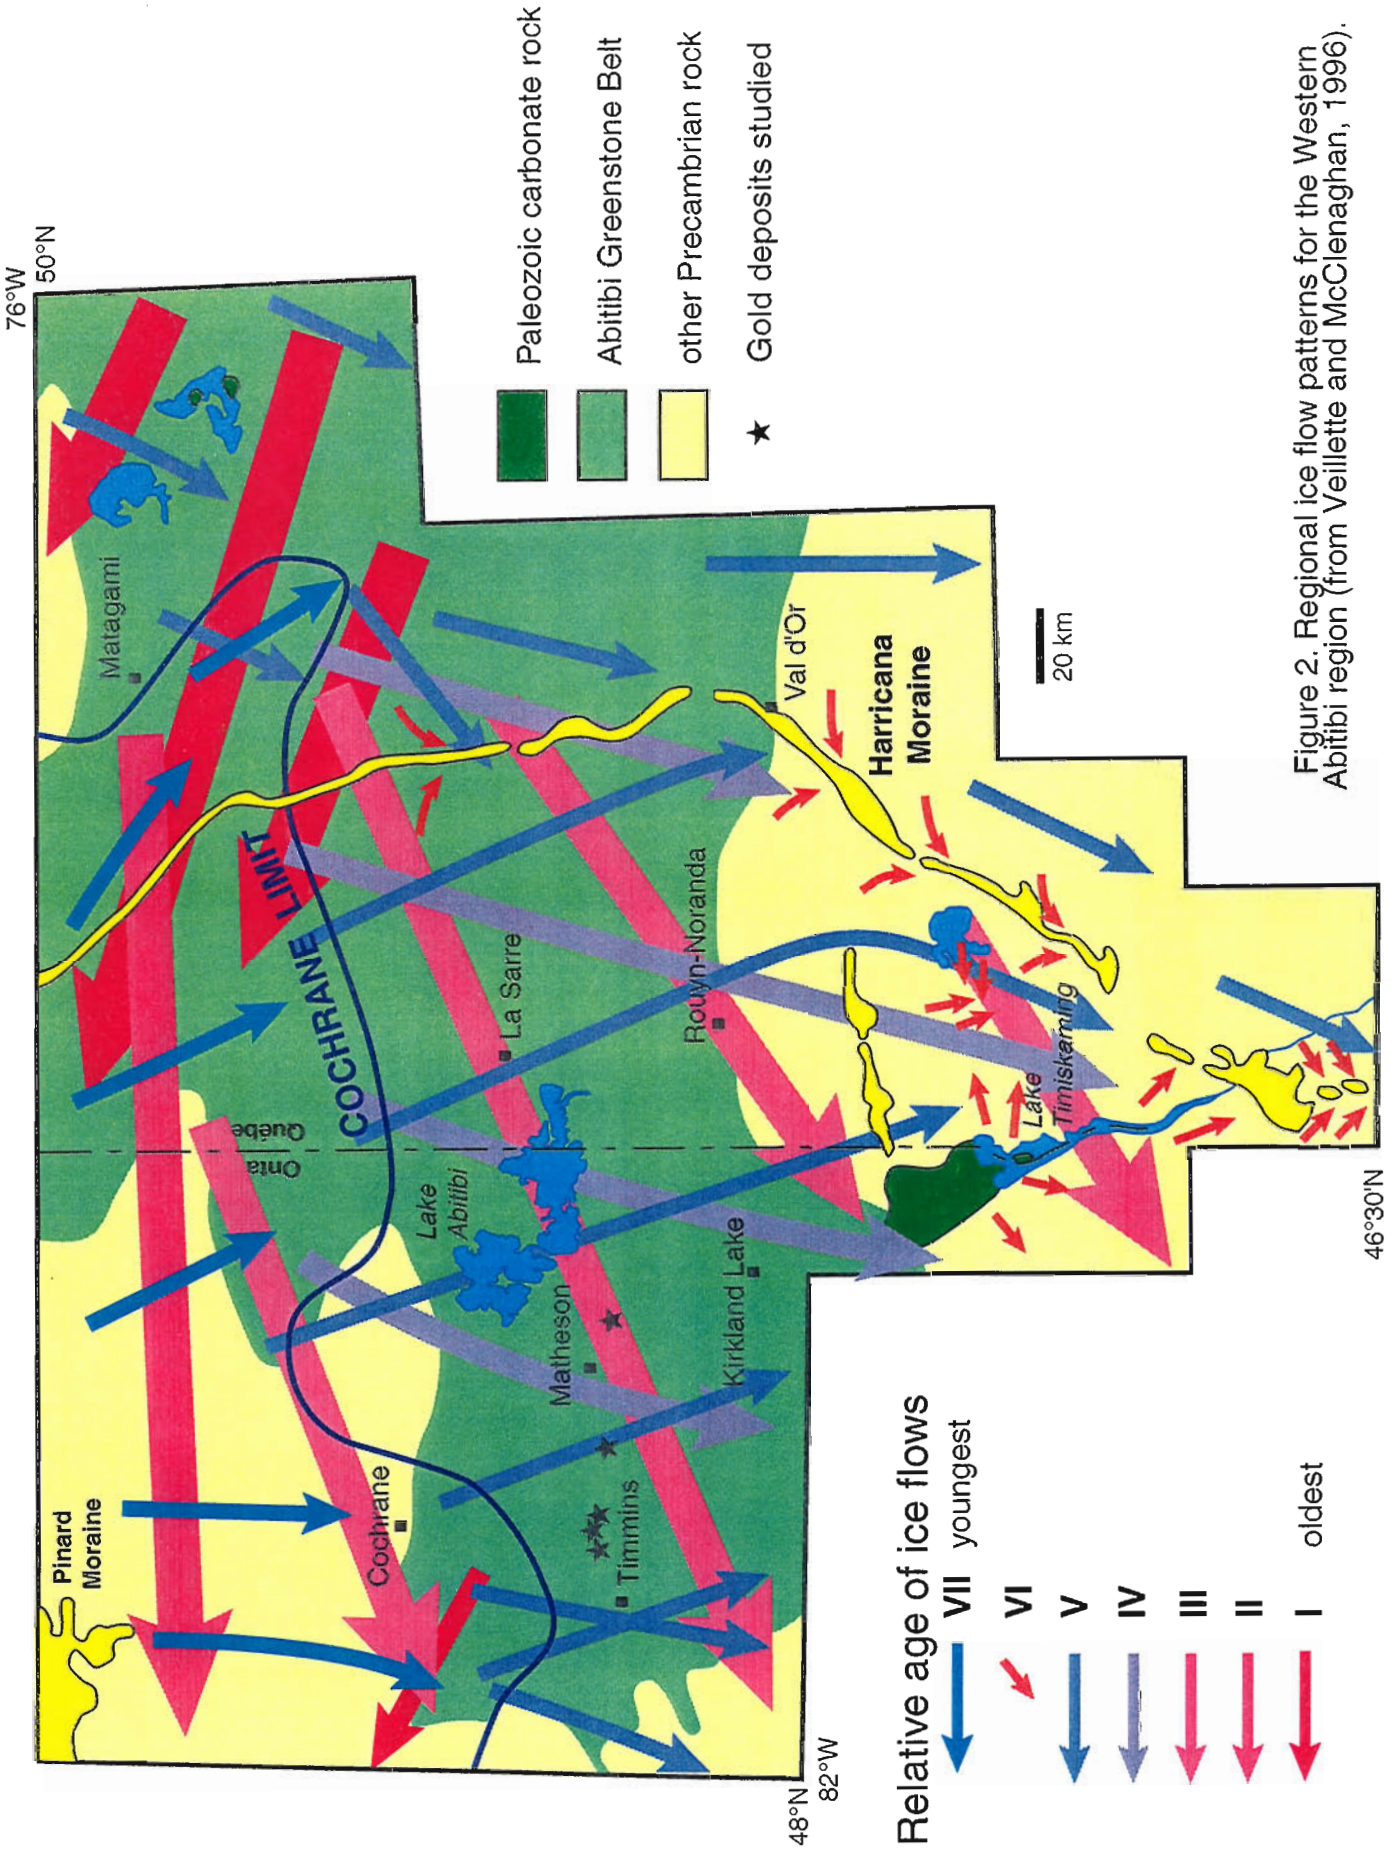 76°W
50°N
Pinard
Moraine
Matagami
COCHRANE LIMIT
Onta
Québe
Cochrane
Lake
Abitibi
La Sarre
Matheson
Timmins
Rouyn-Noranda
Kirkland Lake
Val d'Or
Harricana
Moraine
Lake
Timiskaming
48°N
82°W
46°30'N
20 km
Paleozoic carbonate rock
Abitibi Greenstone Belt
other Precambrian rock
Gold deposits studied
Relative age of ice flows
VII youngest
VI
V
IV
III
II
I oldest
Figure 2. Regional ice flow patterns for the Western
Abitibi region (from Veillette and McClenaghan, 1996).